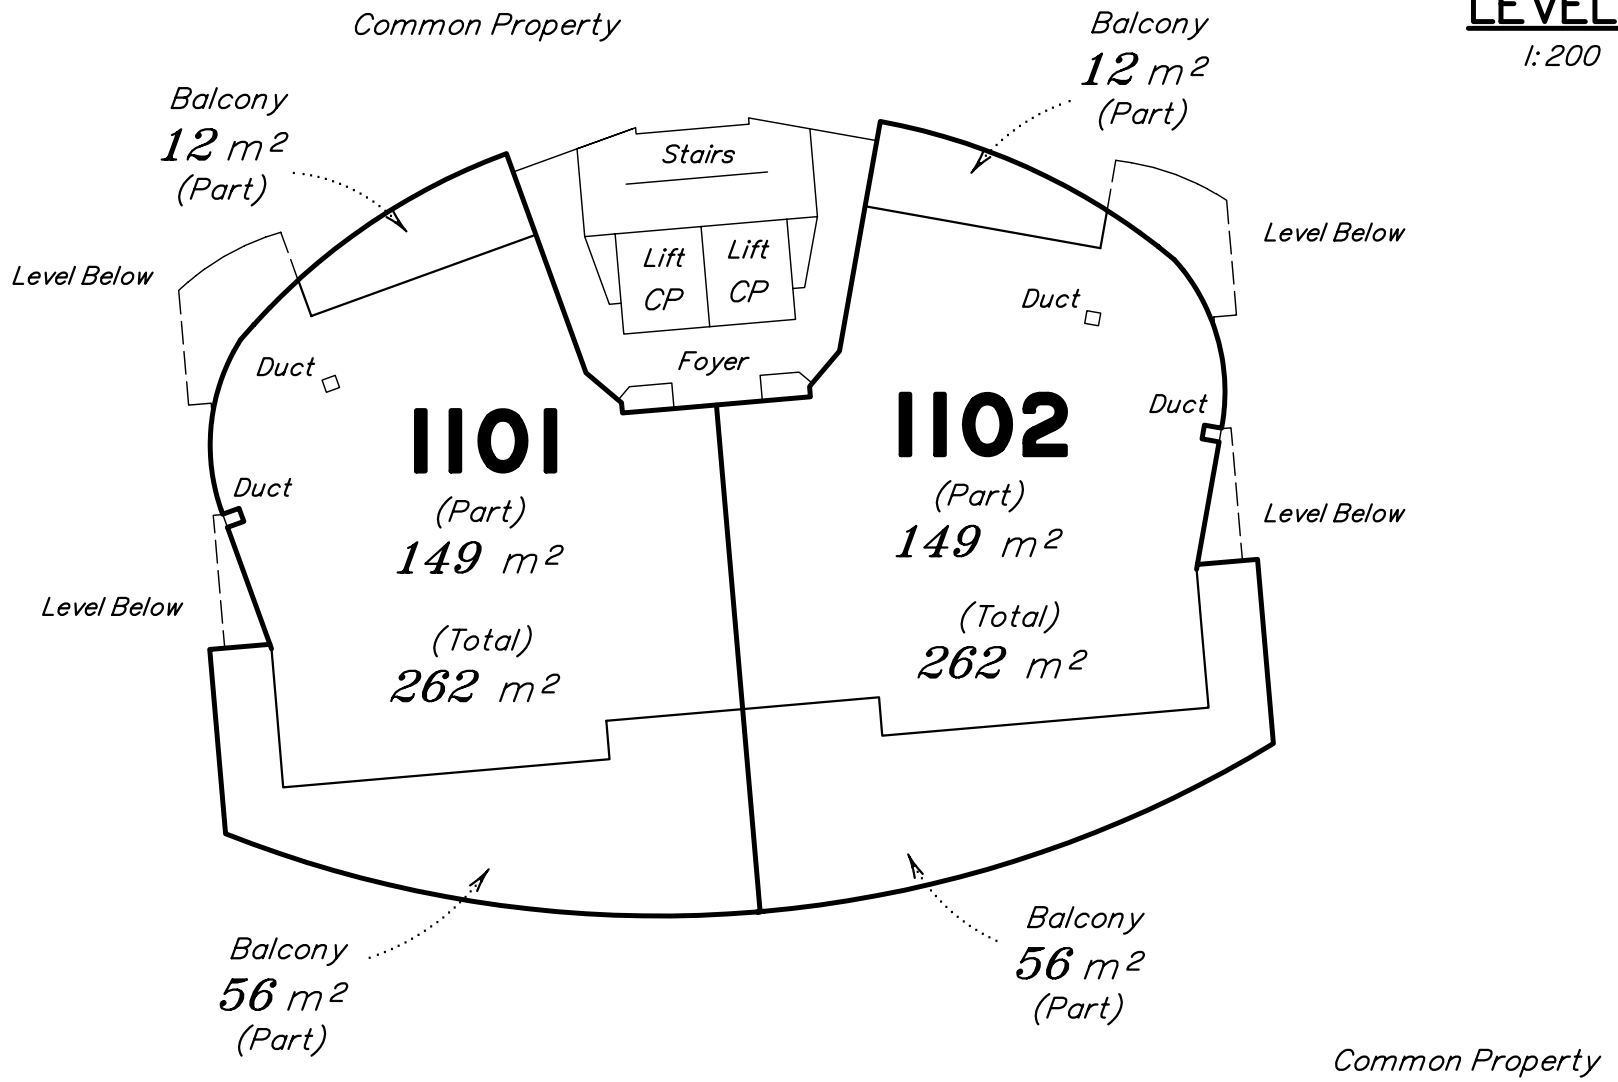 LEVEL
1:200
Common Property
Balcony
12 m²
(Part)
Balcony
12 m²
(Part)
Stairs
Lift
CP
Lift
CP
Foyer
Level Below
Level Below
Duct
Duct
Duct
Duct
1101
(Part)
149 m²
(Total)
262 m²
1102
(Part)
149 m²
(Total)
262 m²
Level Below
Level Below
Balcony
56 m²
(Part)
Balcony
56 m²
(Part)
Common Property